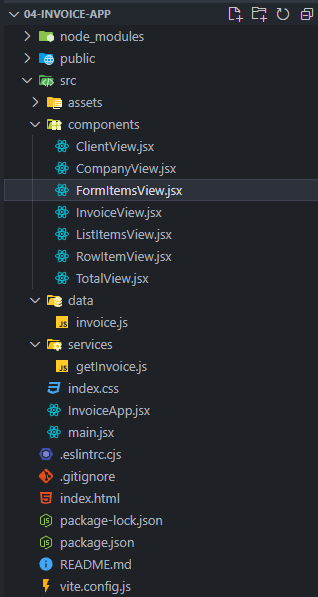 04-INVOICE-APP
node_modules
public
src
assets
components
ClientView.jsx
CompanyView.jsx
FormItemsView.jsx
InvoiceView.jsx
ListItemsView.jsx
RowItemView.jsx
TotalView.jsx
data
JS invoice.js
services
JS getInvoice.js
index.css
InvoiceApp.jsx
main.jsx
.eslintrc.cjs
.gitignore
index.html
package-lock.json
package.json
README.md
vite.config.js